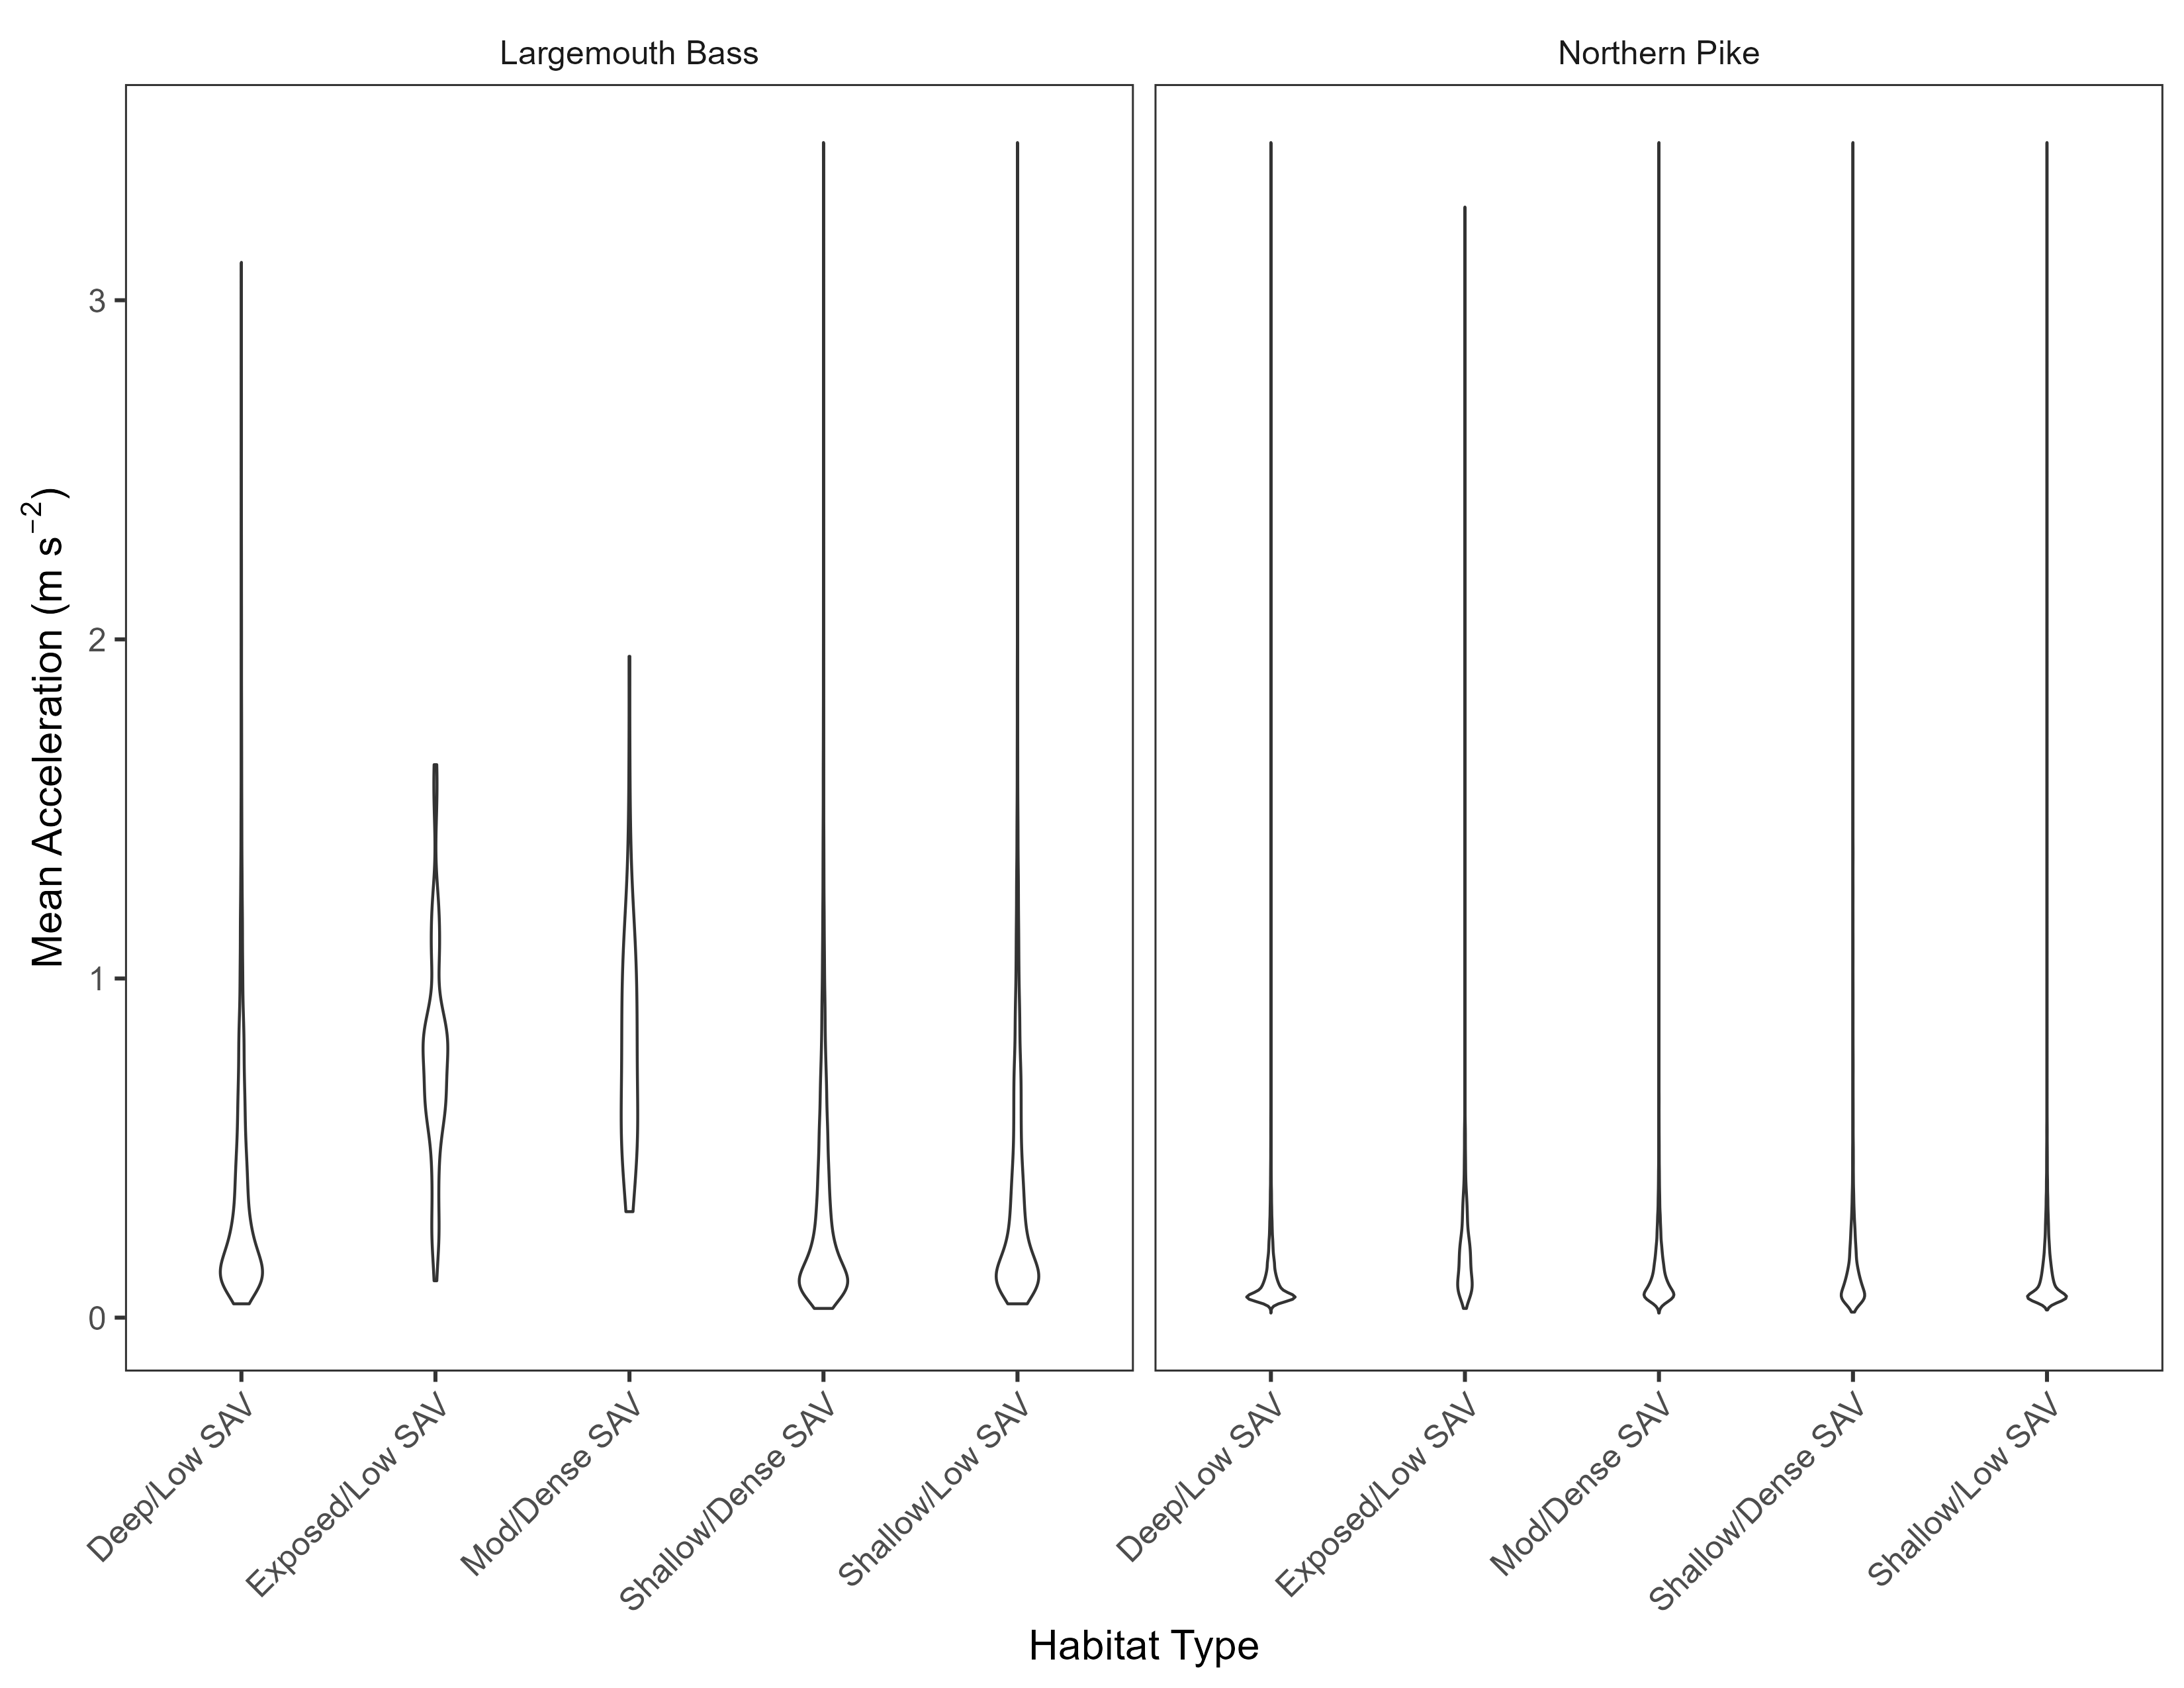 Largemouth Bass
Northern Pike
Mean Acceleration (m s⁻²)
3
2
1
0
Deep/Low SAV
Exposed/Low SAV
Mod/Dense SAV
Shallow/Dense SAV
Shallow/Low SAV
Deep/Low SAV
Exposed/Low SAV
Mod/Dense SAV
Shallow/Dense SAV
Shallow/Low SAV
Habitat Type